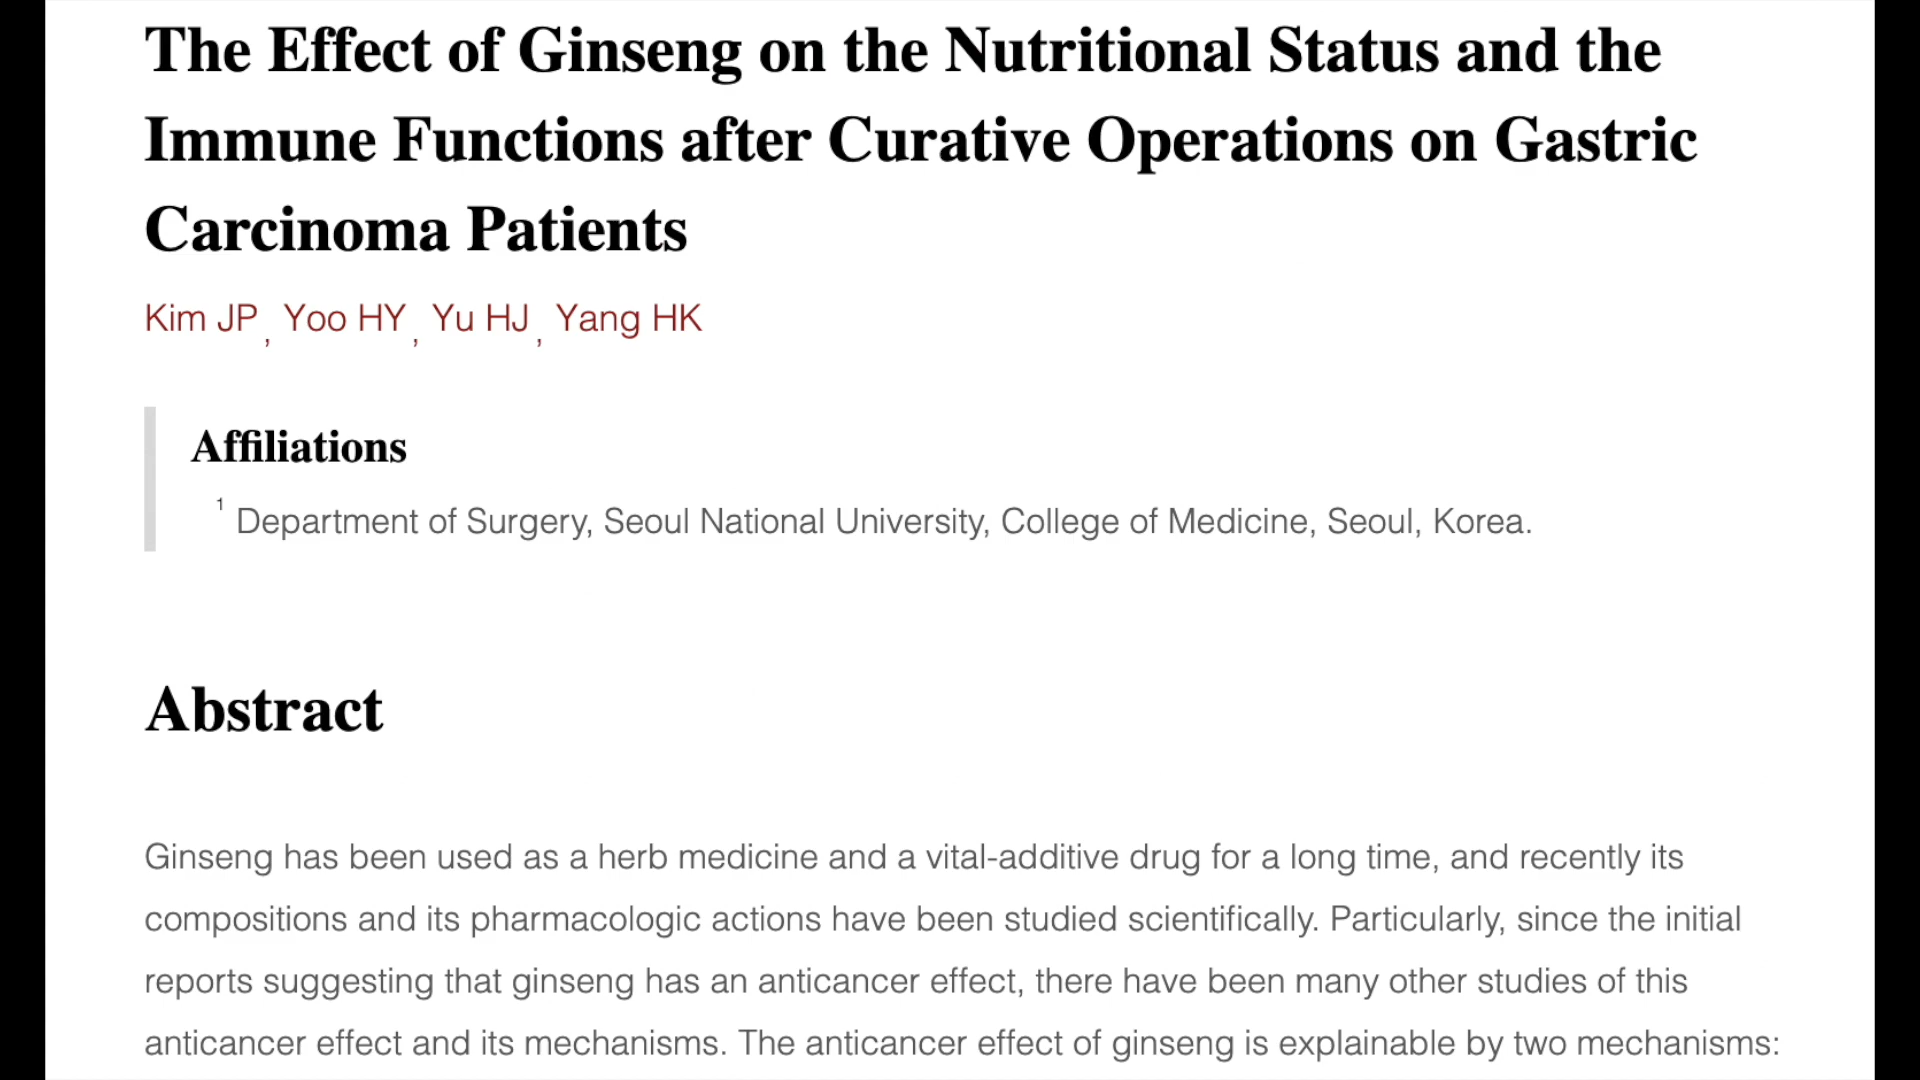 The Effect of Ginseng on the Nutritional Status and the
Immune Functions after Curative Operations on Gastric
Carcinoma Patients
Kim JP, Yoo HY, Yu HJ, Yang HK
Affiliations
1 Department of Surgery, Seoul National University, College of Medicine, Seoul, Korea.
Abstract
Ginseng has been used as a herb medicine and a vital-additive drug for a long time, and recently its
compositions and its pharmacologic actions have been studied scientifically. Particularly, since the initial
reports suggesting that ginseng has an anticancer effect, there have been many other studies of this
anticancer effect and its mechanisms. The anticancer effect of ginseng is explainable by two mechanisms: